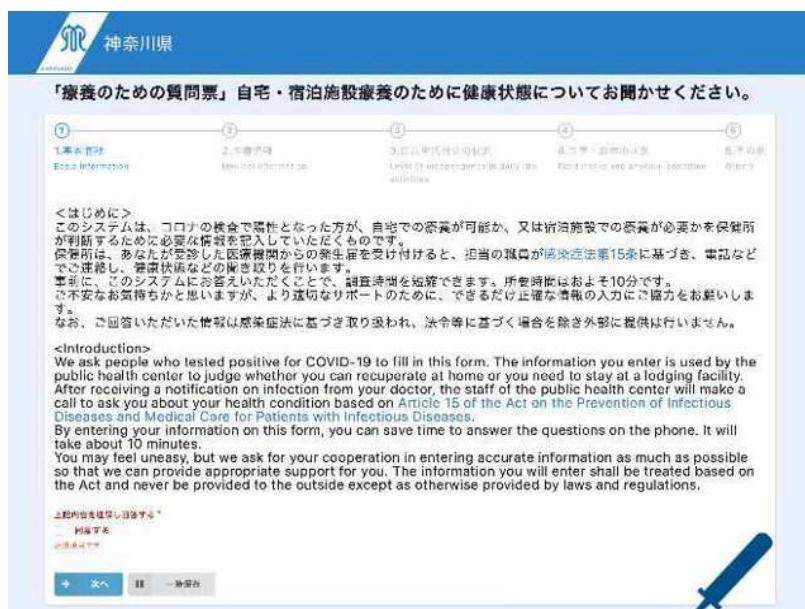 神奈川県
「療養のための質問票」自宅・宿泊施設療養のために健康状態についてお聞かせください。
1
2
3
4
1.基本情報
Basic Information
<はじめに>
このシステムは、コロナの検査で陽性となった方が、自宅での療養が可能か、又は宿泊施設での療養が必要かを保健所
が判断するために必要な情報を記入していただくものです。
保健所は、あなたが受診した医療機関からの発生届を受け付けると、担当の職員が感染症法第15条に基づき、電話など
でご連絡し、健康状態などの聞き取りを行います。
事前に、このシステムにお答えいただくことで、調査時間を短縮できます。所要時間はおよそ10分です。
ご不安なお気持ちかと思いますが、より適切なサポートのために、できるだけ正確な情報の入力にご協力をお願いしま
す。
なお、ご回答いただいた情報は感染症法に基づき取り扱われ、法令等に基づく場合を除き外部に提供は行いません。
<Introduction>
We ask people who tested positive for COVID-19 to fill in this form. The information you enter is used by the
public health center to judge whether you can recuperate at home or you need to stay at a lodging facility.
After receiving a notification on infection from your doctor, the staff of the public health center will make a
call to ask you about your health condition based on Article 15 of the Act on the Prevention of Infectious
Diseases and Medical Care for Patients with Infectious Diseases.
By entering your information on this form, you can save time to answer the questions on the phone. It will
take about 10 minutes.
You may feel uneasy, but we ask for your cooperation in entering accurate information as much as possible
so that we can provide appropriate support for you. The information you will enter shall be treated based on
the Act and never be provided to the outside except as otherwise provided by laws and regulations.
同意する
必須項目です
次へ
一時保存